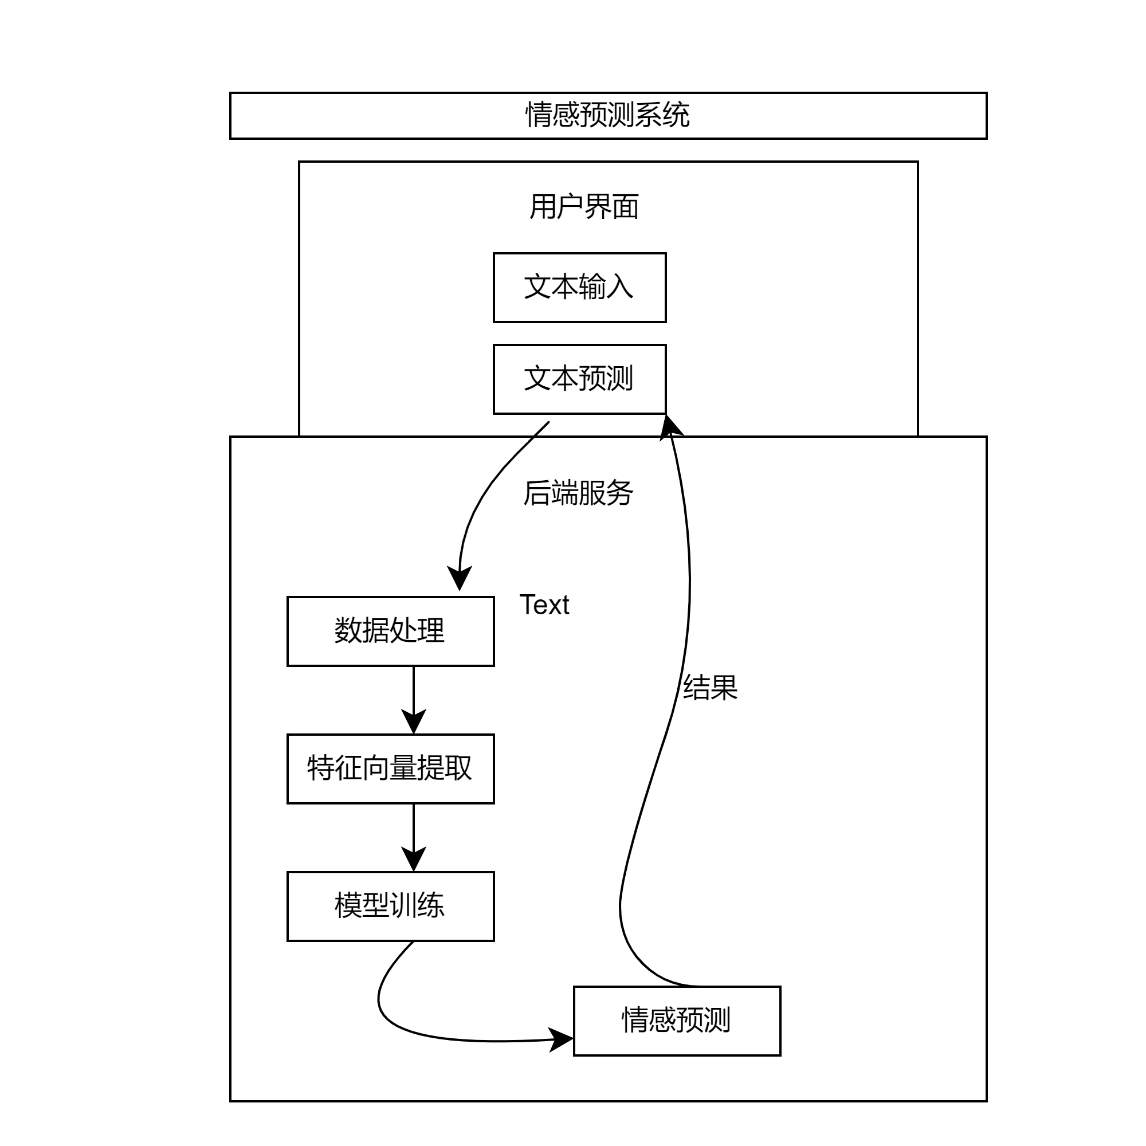 情感预测系统
用户界面
文本输入
文本预测
后端服务
Text
数据处理
结果
特征向量提取
模型训练
情感预测